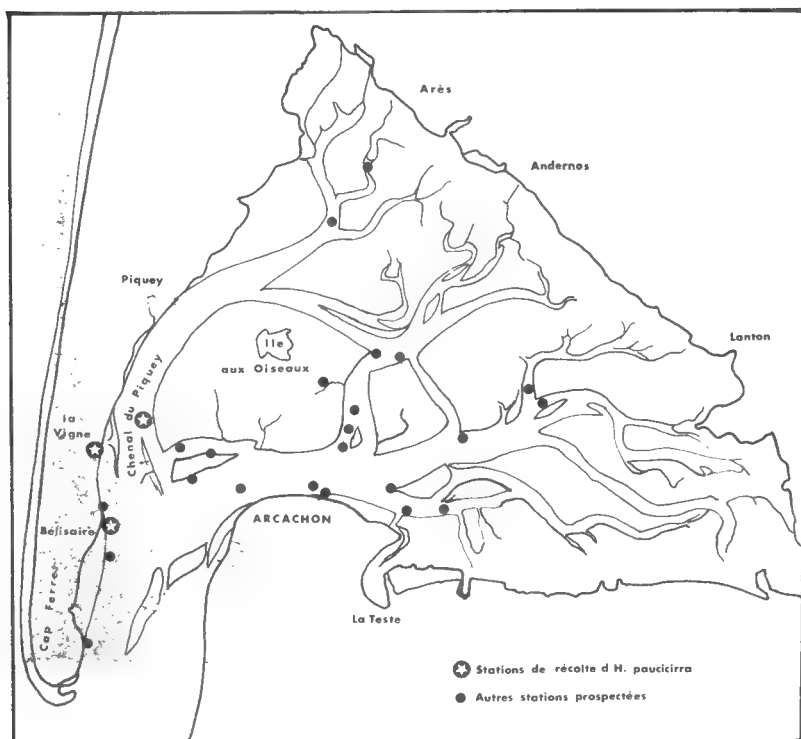 Arès
Andernos
Piquey
Ile
aux Oiseaux
Lanton
Chenal du Piquey
la
Vigne
Bélisaire
ARCACHON
Cap Ferret
La Teste
Stations de récolte d H. paucicirra
Autres stations prospectées